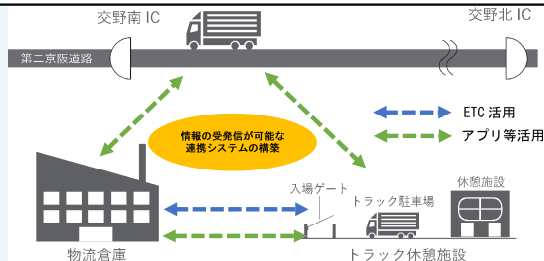 交野南 IC
交野北 IC
第二京阪道路
ETC 活用
アプリ等活用
情報の受発信が可能な
連携システムの構築
入場ゲート
トラック駐車場
休憩施設
物流倉庫
トラック休憩施設